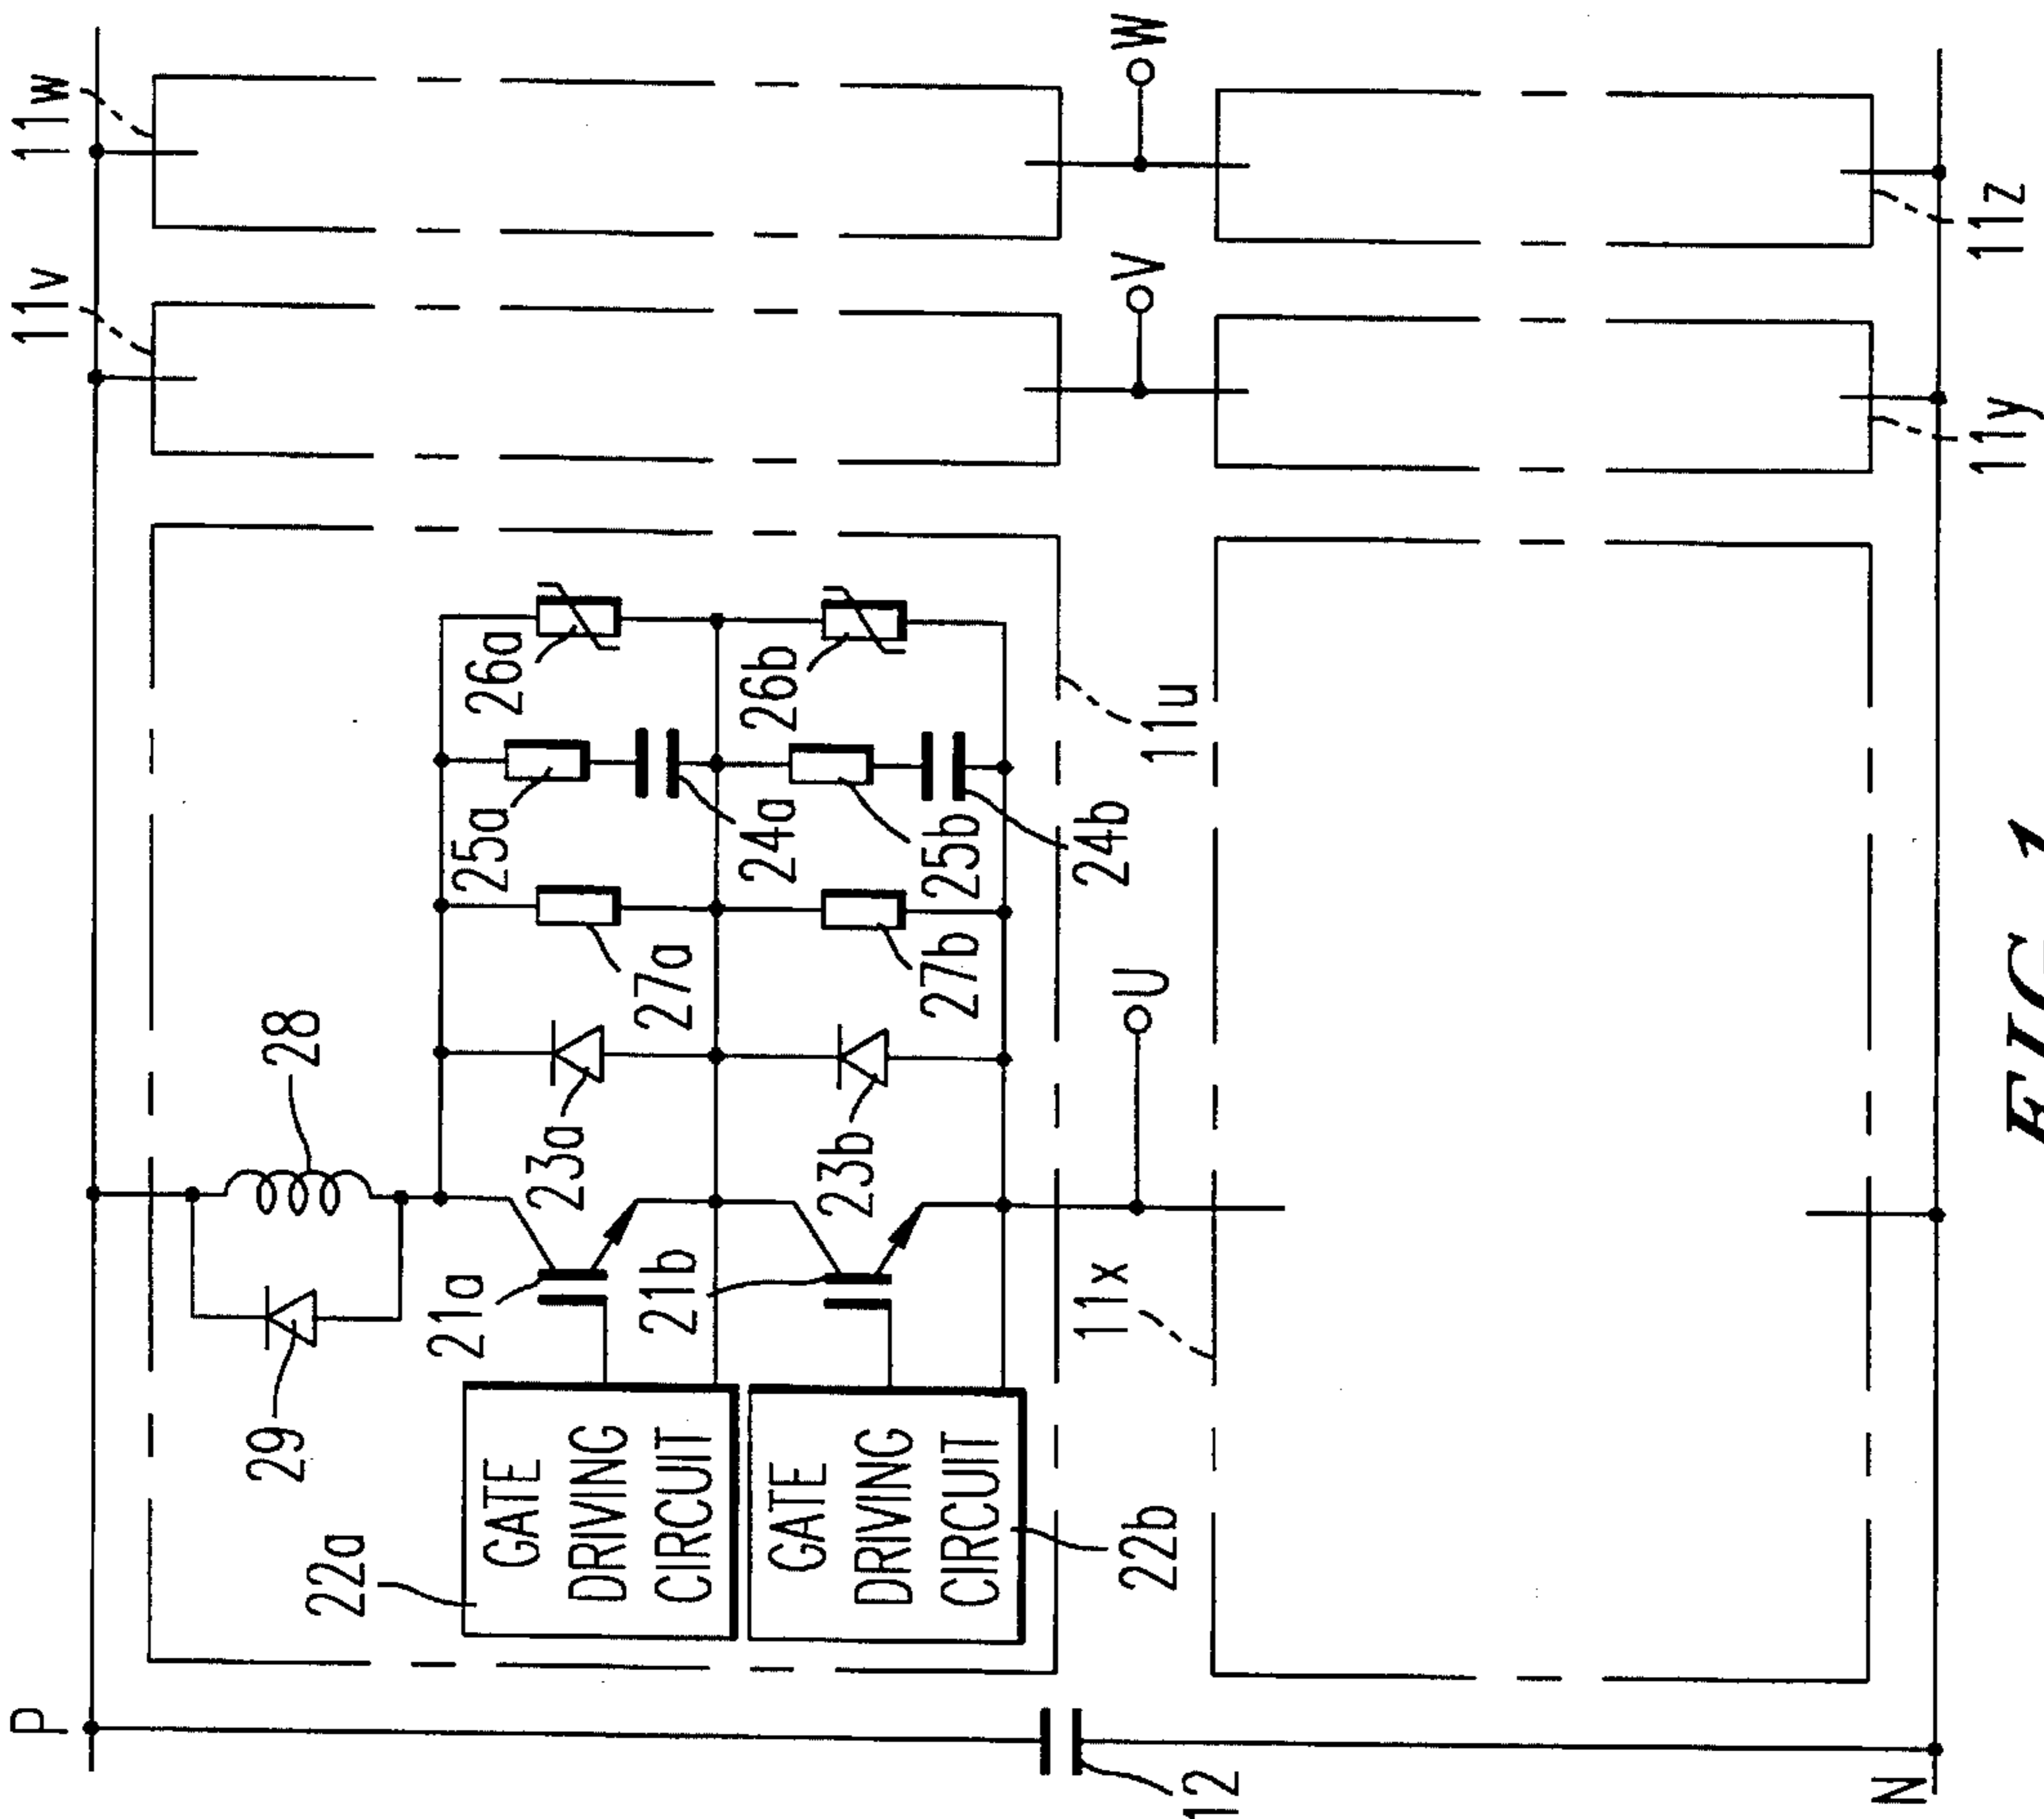 P
11v
11w
28
29
22a
GATE
DRIVING
CIRCUIT
21a
23a
27a
25a
26a
24a
GATE
DRIVING
CIRCUIT
22b
21b
23b
27b
25b
26b
24b
11u
12
11x
U
V
W
N
11y
11z
FIG. 1